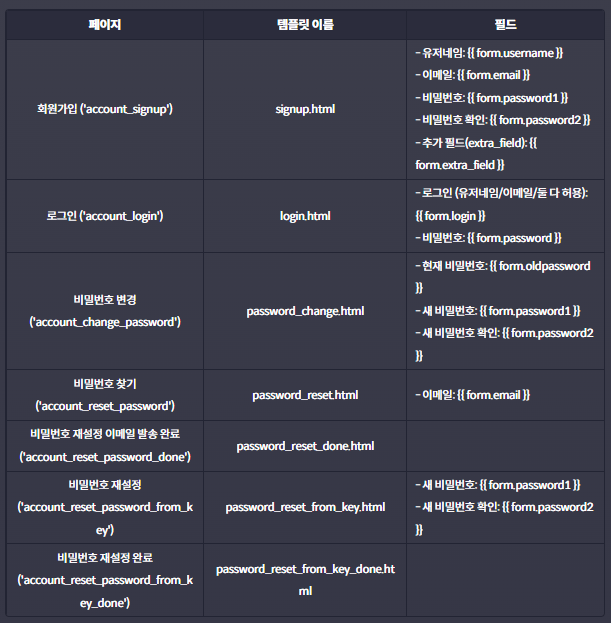 페이지 템플릿 이름 필드
회원가입 ('account_signup') signup.html
- 유저네임: {{ form.username }}
- 이메일: {{ form.email }}
- 비밀번호: {{ form.password1 }}
- 비밀번호 확인: {{ form.password2 }}
- 추가 필드(extra_field): {{
form.extra_field }}
로그인 ('account_login') login.html
- 로그인 (유저네임/이메일/둘 다 허용):
{{ form.login }}
- 비밀번호: {{ form.password }}
비밀번호 변경
('account_change_password')
password_change.html
- 현재 비밀번호: {{ form.oldpassword
}}
- 새 비밀번호: {{ form.password1 }}
- 새 비밀번호 확인: {{ form.password2
}}
비밀번호 찾기
('account_reset_password')
password_reset.html
- 이메일: {{ form.email }}
비밀번호 재설정 이메일 발송 완료
('account_reset_password_done')
password_reset_done.html
비밀번호 재설정
('account_reset_password_from_k
ey')
password_reset_from_key.html
- 새 비밀번호: {{ form.password1 }}
- 새 비밀번호 확인: {{ form.password2
}}
비밀번호 재설정 완료
('account_reset_password_from_k
ey_done')
password_reset_from_key_done.ht
ml